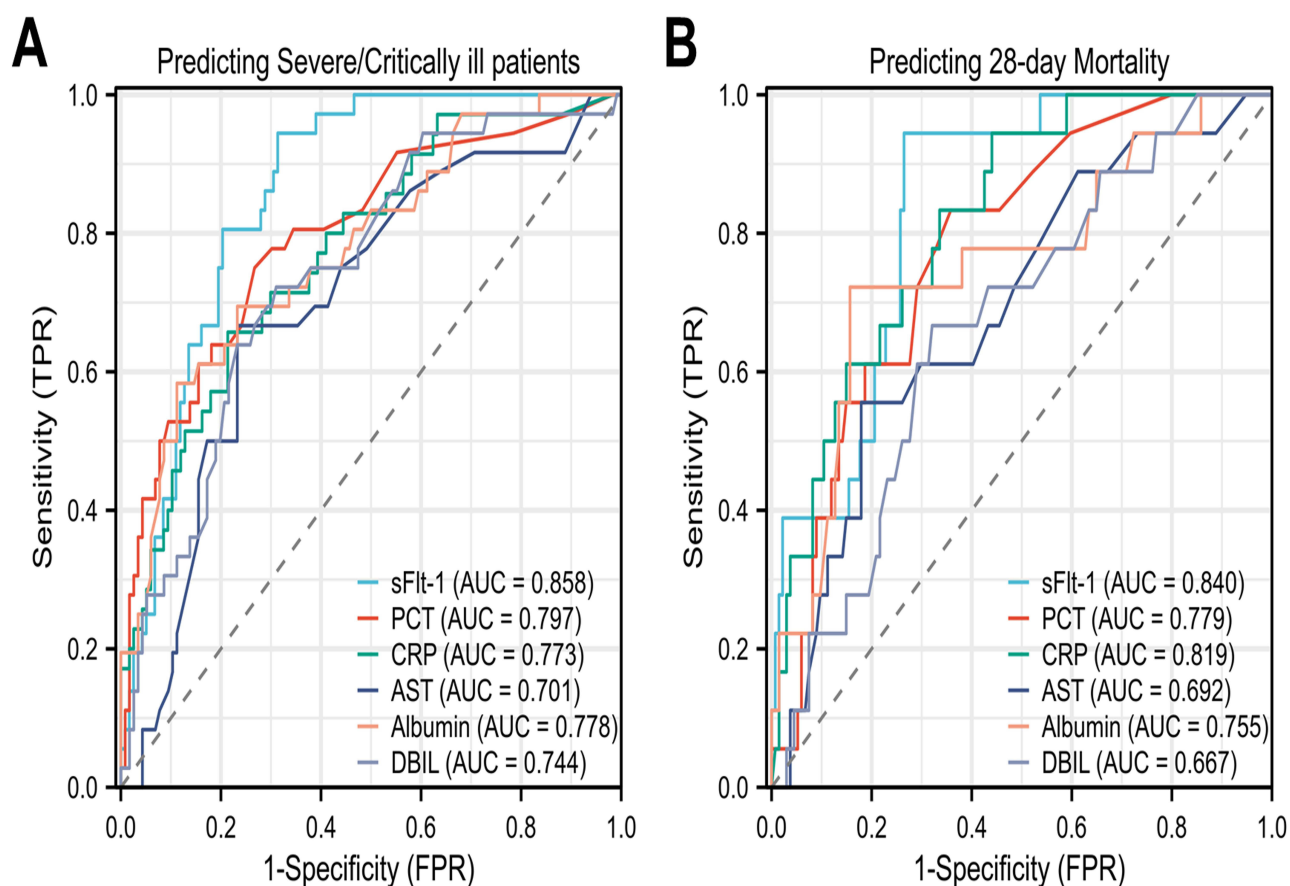 A
Predicting Severe/Critically ill patients
Sensitivity (TPR)
1.0
0.8
0.6
0.4
0.2
0.0
sFlt-1 (AUC = 0.858)
PCT (AUC = 0.797)
CRP (AUC = 0.773)
AST (AUC = 0.701)
Albumin (AUC = 0.778)
DBIL (AUC = 0.744)
0.0 0.2 0.4 0.6 0.8 1.0
1-Specificity (FPR)
B
Predicting 28-day Mortality
Sensitivity (TPR)
1.0
0.8
0.6
0.4
0.2
0.0
sFlt-1 (AUC = 0.840)
PCT (AUC = 0.779)
CRP (AUC = 0.819)
AST (AUC = 0.692)
Albumin (AUC = 0.755)
DBIL (AUC = 0.667)
0.0 0.2 0.4 0.6 0.8 1.0
1-Specificity (FPR)